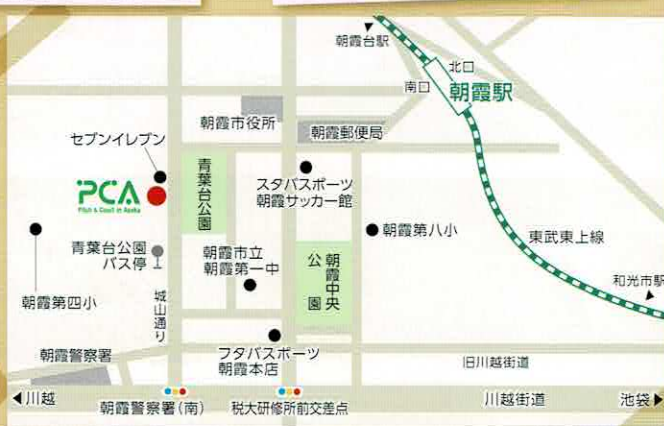 朝霞台駅
北口
南口
朝霞駅
朝霞市役所
朝霞郵便局
セブンイレブン
PCA
Pitch & Court in Asaka
青葉台公園
スタバスポーツ
朝霞サッカー館
朝霞第八小
東武東上線
青葉台公園
バス停
朝霞市立
朝霞第一中
朝霞中央
公園
和光市駅
朝霞第四小
城山通り
朝霞警察署
フタバスポーツ
朝霞本店
旧川越街道
川越
朝霞警察署(南)
税大研修所前交差点
川越街道
池袋